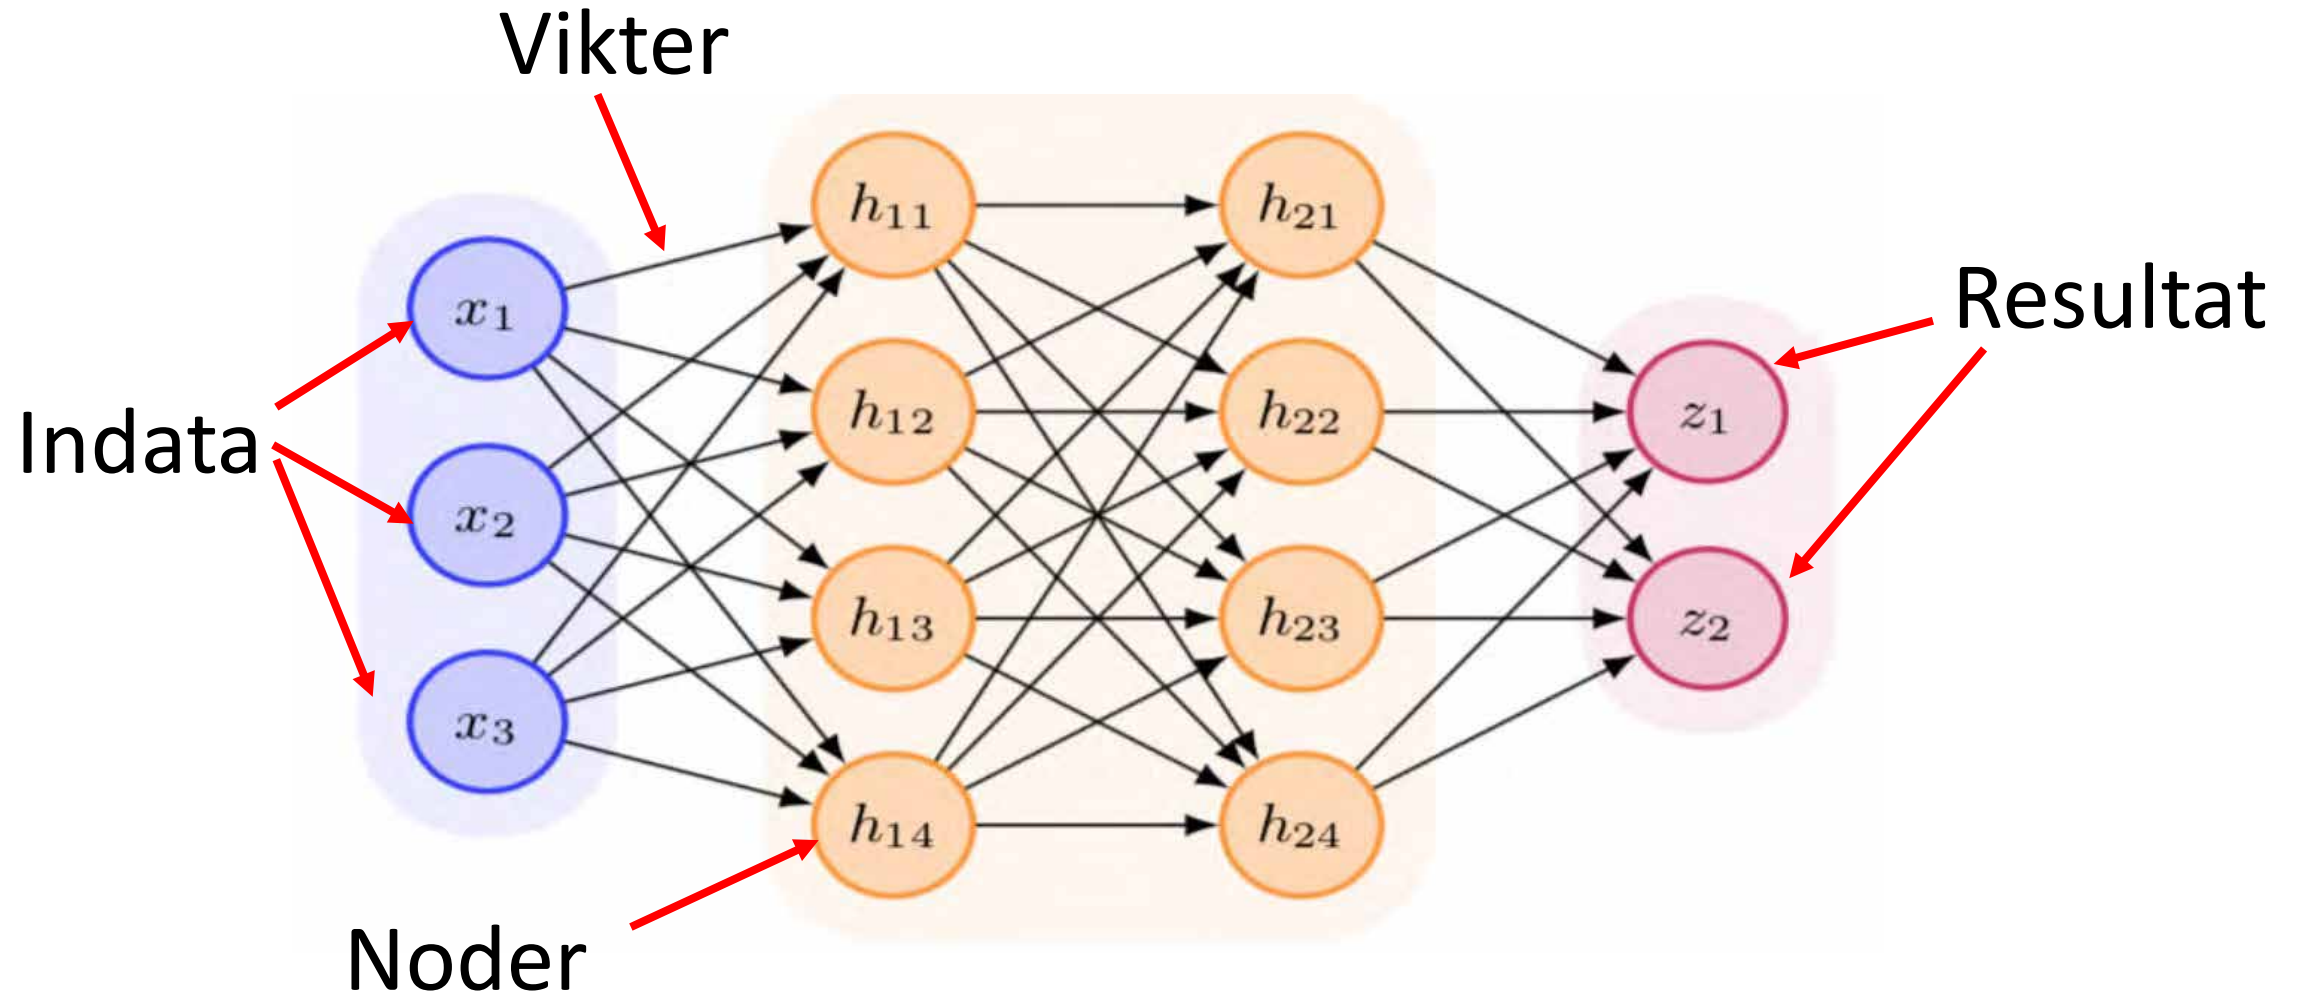 Vikter
Indata
x1
x2
x3
h11
h12
h13
h14
h21
h22
h23
h24
z1
z2
Resultat
Noder